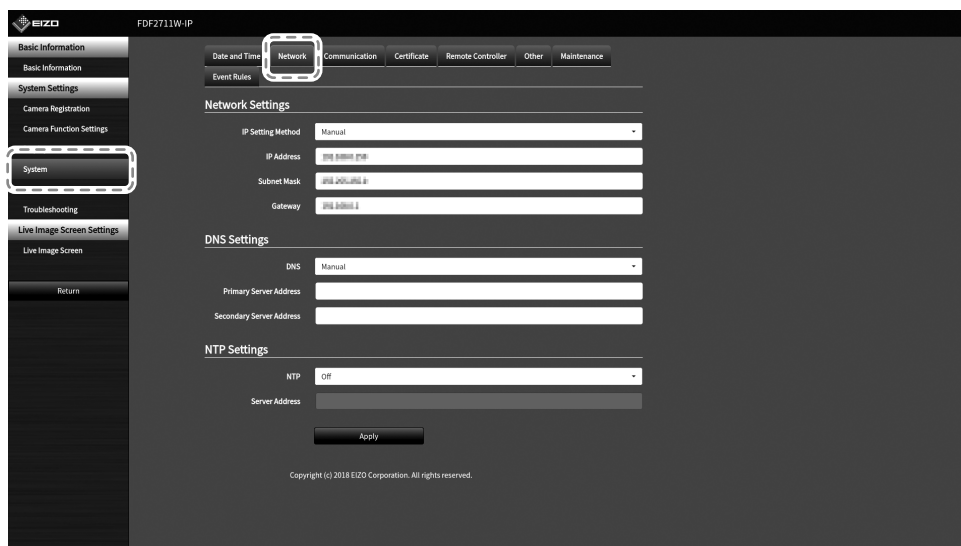 EIZO
FDF2711W-IP
Basic Information
Basic Information
System Settings
Camera Registration
Camera Function Settings
System
Troubleshooting
Live Image Screen Settings
Live Image Screen
Return
Date and Time Network Communication Certificate Remote Controller Other Maintenance
Event Rules
Network Settings
IP Setting Method Manual
IP Address
Subnet Mask
Gateway
DNS Settings
DNS Manual
Primary Server Address
Secondary Server Address
NTP Settings
NTP Off
Server Address
Apply
Copyright (c) 2018 EIZO Corporation. All rights reserved.